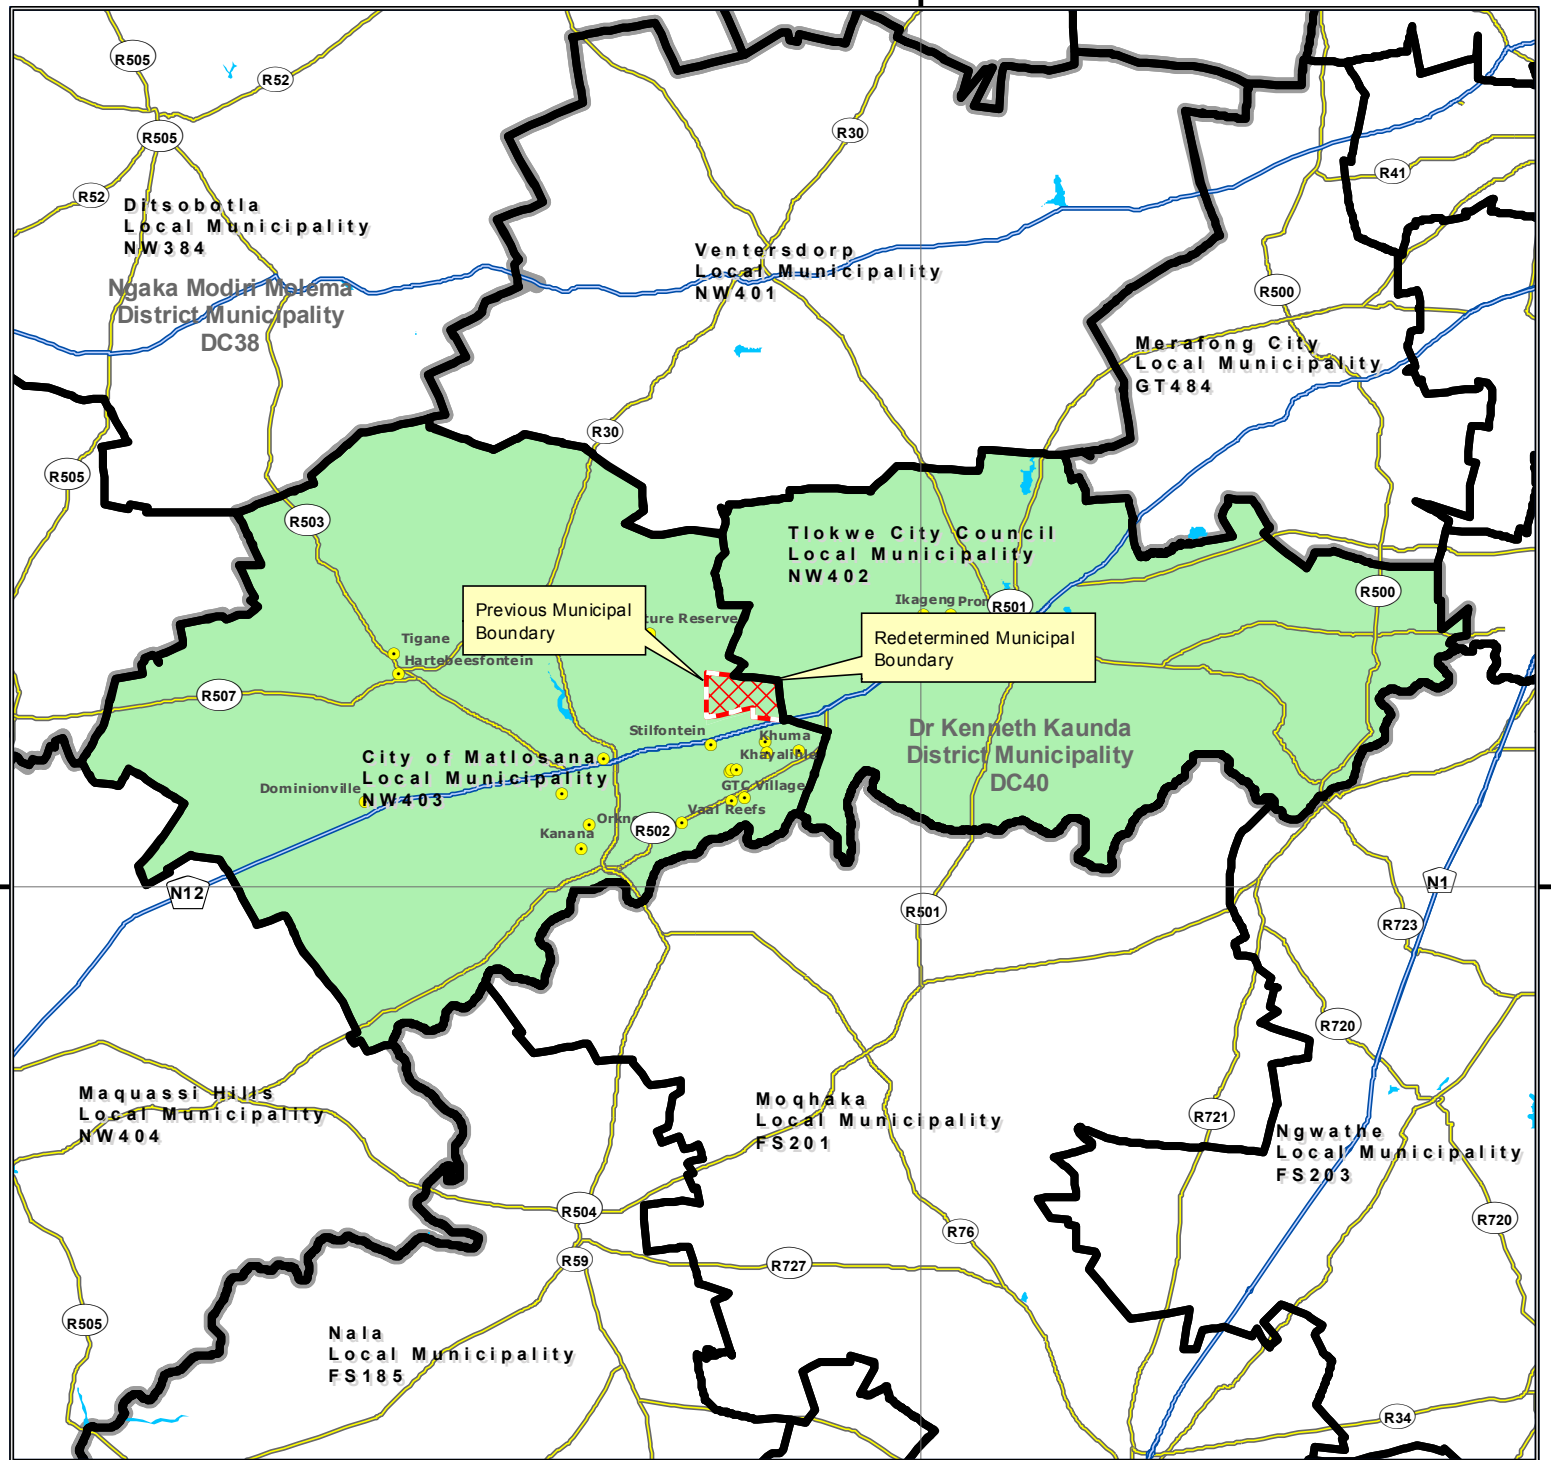 R505
R52
R505
R30
R52
R41
Ditsobotla
Local Municipality
NW384
Ventersdorp
Local Municipality
NW401
Ngaka Modiri Molema
District Municipality
DC38
R500
Merafong City
Local Municipality
GT484
R30
R505
R503
Tlokwe City Council
Local Municipality
NW402
R500
Ikageng
R501
Previous Municipal
Boundary
Redetermined Municipal
Boundary
Reserve
Tigane
Hartebeesfontein
R507
Stilfontein
Khuma
Khayalihle
Dr Kenneth Kaunda
District Municipality
DC40
City of Matlosana
Local Municipality
NW403
Dominionville
GTC Village
Vaal Reefs
Kanana
R502
N12
N1
R501
R723
R720
Maquassi Hills
Local Municipality
NW404
Moqhaka
Local Municipality
FS201
R721
Ngwathe
Local Municipality
FS203
R504
R720
R76
R59
R727
R505
Nala
Local Municipality
FS185
R34